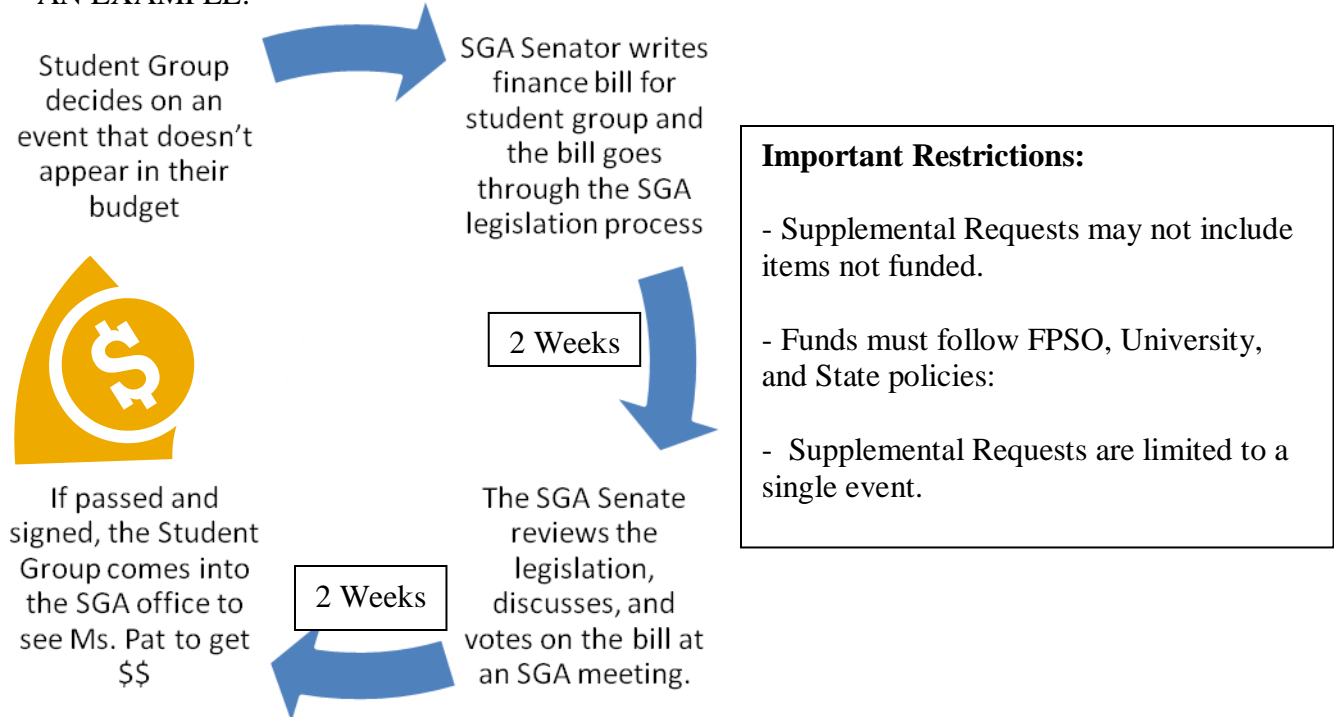 AN EXAMPLE:
Student Group
decides on an
event that doesn't
appear in their
budget
SGA Senator writes
finance bill for
student group and
the bill goes
through the SGA
legislation process
2 Weeks
The SGA Senate
reviews the
legislation,
discusses, and
votes on the bill at
an SGA meeting.
2 Weeks
If passed and
signed, the Student
Group comes into
the SGA office to
see Ms. Pat to get
$$
$
Important Restrictions:
- Supplemental Requests may not include
items not funded.
- Funds must follow FPSO, University,
and State policies:
- Supplemental Requests are limited to a
single event.